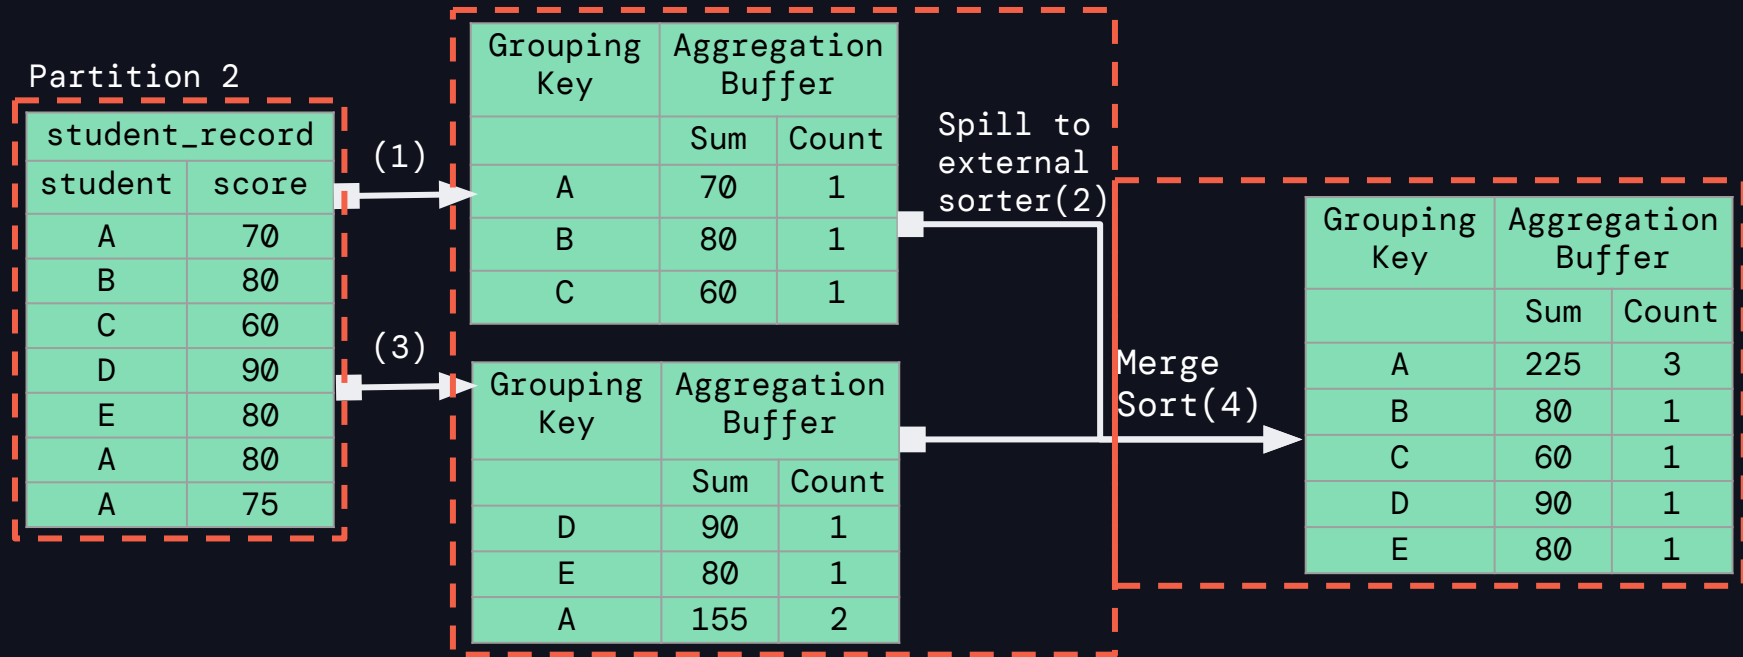 Partition 2
student_record
student score
A 70
B 80
C 60
D 90
E 80
A 80
A 75
(1)
(3)
Grouping Key Aggregation Buffer
Sum Count
A 70 1
B 80 1
C 60 1
Spill to
external
sorter(2)
Grouping Key Aggregation Buffer
Sum Count
D 90 1
E 80 1
A 155 2
Merge
Sort(4)
Grouping Key Aggregation Buffer
Sum Count
A 225 3
B 80 1
C 60 1
D 90 1
E 80 1